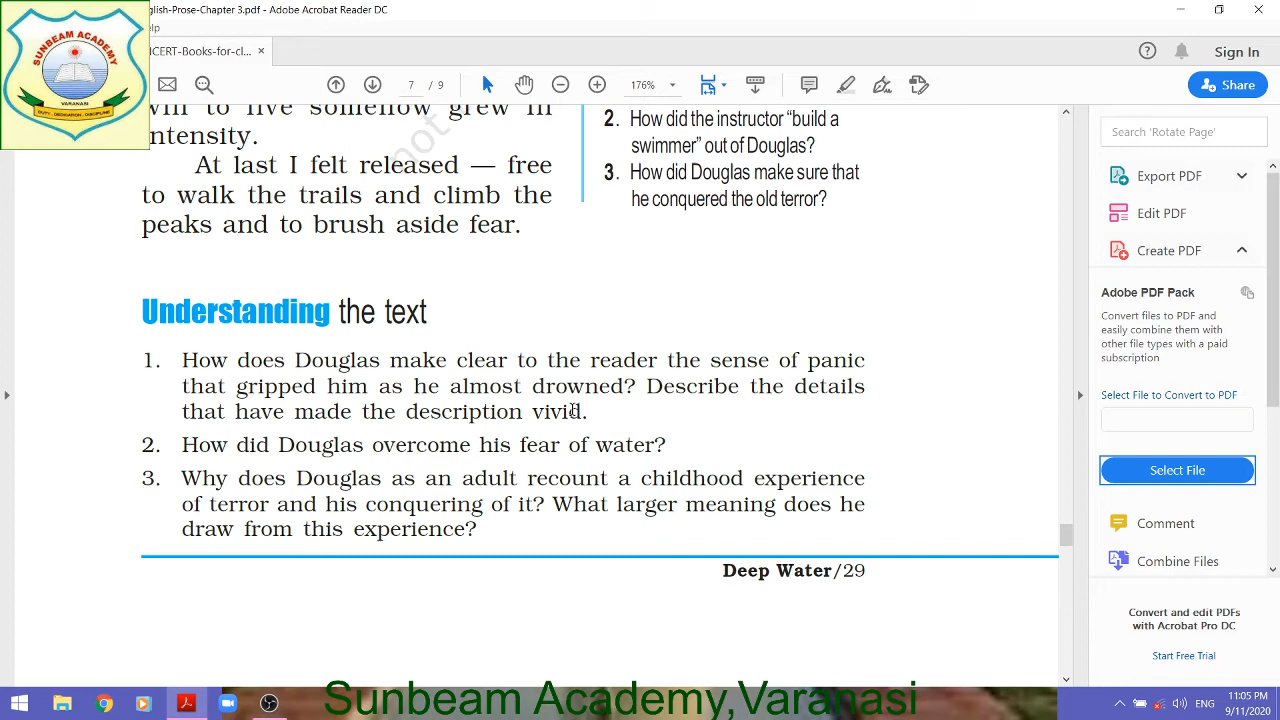 glish-Prose-Chapter 3.pdf - Adobe Acrobat Reader DC
elp
ICERT-Books-for-cl...
Sign In
7 / 9
176%
Share
SUNBEAM ACADEMY
VARANASI
DUTY . DEDICATION . DISCIPLINE
will to live somehow grew in
intensity.
At last I felt released — free
to walk the trails and climb the
peaks and to brush aside fear.
not
2. How did the instructor “build a
swimmer” out of Douglas?
3. How did Douglas make sure that
he conquered the old terror?
Understanding the text
1. How does Douglas make clear to the reader the sense of panic
that gripped him as he almost drowned? Describe the details
that have made the description vivid.
2. How did Douglas overcome his fear of water?
3. Why does Douglas as an adult recount a childhood experience
of terror and his conquering of it? What larger meaning does he
draw from this experience?
Deep Water/29
Search 'Rotate Page'
Export PDF
Edit PDF
Create PDF
Adobe PDF Pack
Convert files to PDF and
easily combine them with
other file types with a paid
subscription
Select File to Convert to PDF
Select File
Comment
Combine Files
Convert and edit PDFs
with Acrobat Pro DC
Start Free Trial
Sunbeam Academy,Varanasi
ENG
11:05 PM
9/11/2020